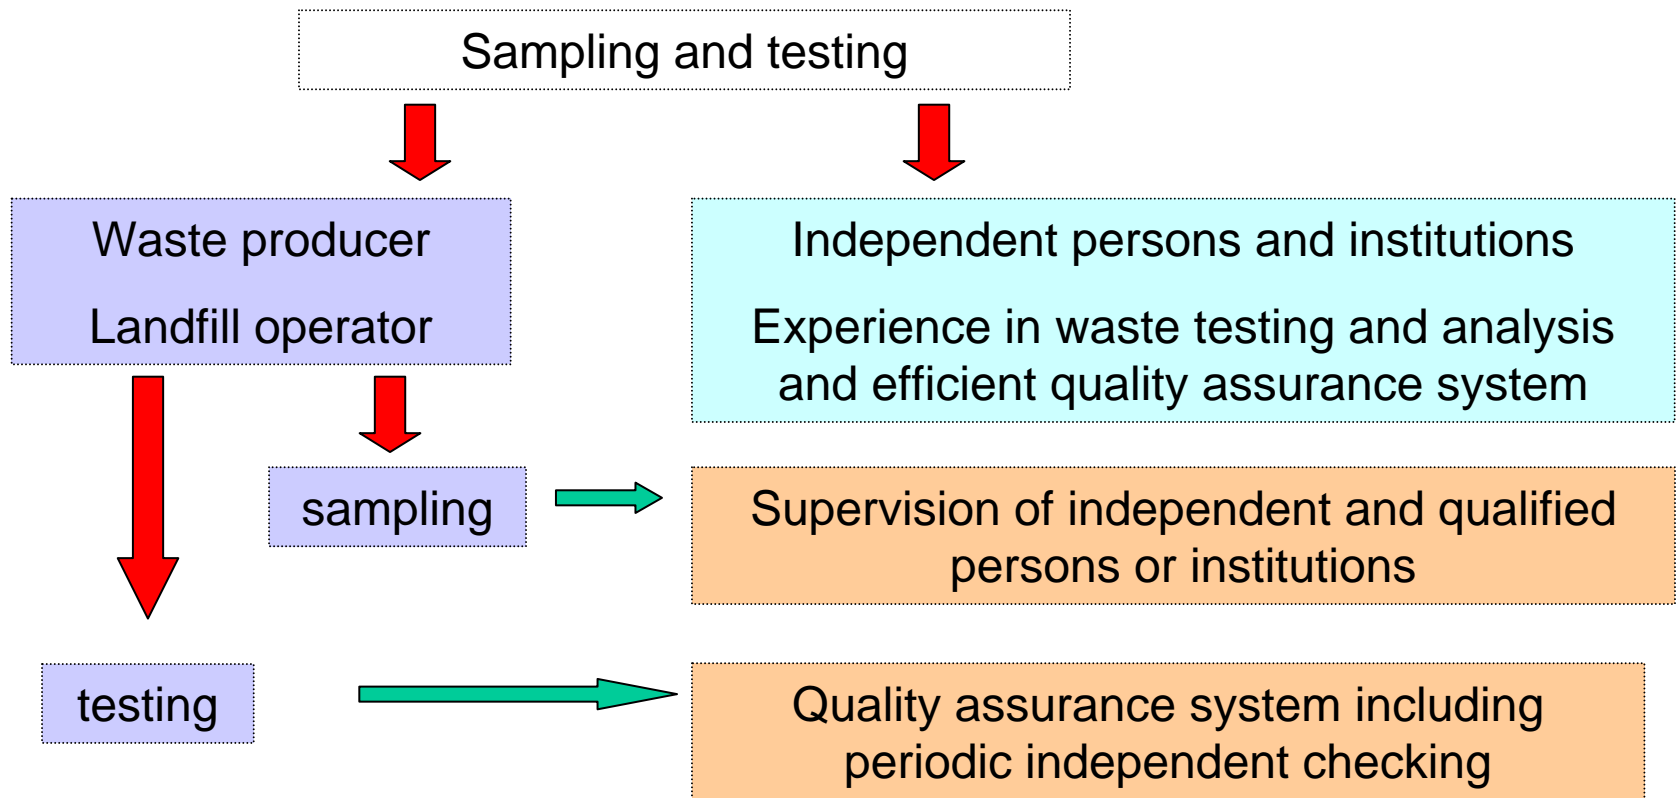 Sampling and testing
Waste producer
Landfill operator
Independent persons and institutions
Experience in waste testing and analysis
and efficient quality assurance system
sampling
Supervision of independent and qualified
persons or institutions
testing
Quality assurance system including
periodic independent checking